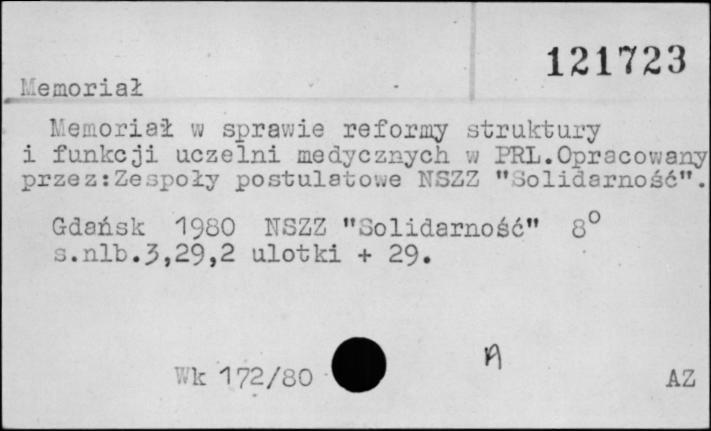 121723
Memoriał
Memoriał w sprawie reformy struktury
i funkcji uczelni medycznych w PRL.Opracowany
przez:Zespoły postulatowe NSZZ "Solidarność".
Gdańsk 1980 NSZZ "Solidarność" 8°
s.nlb.3,29,2 ulotki + 29.
Wk 172/80
AZ